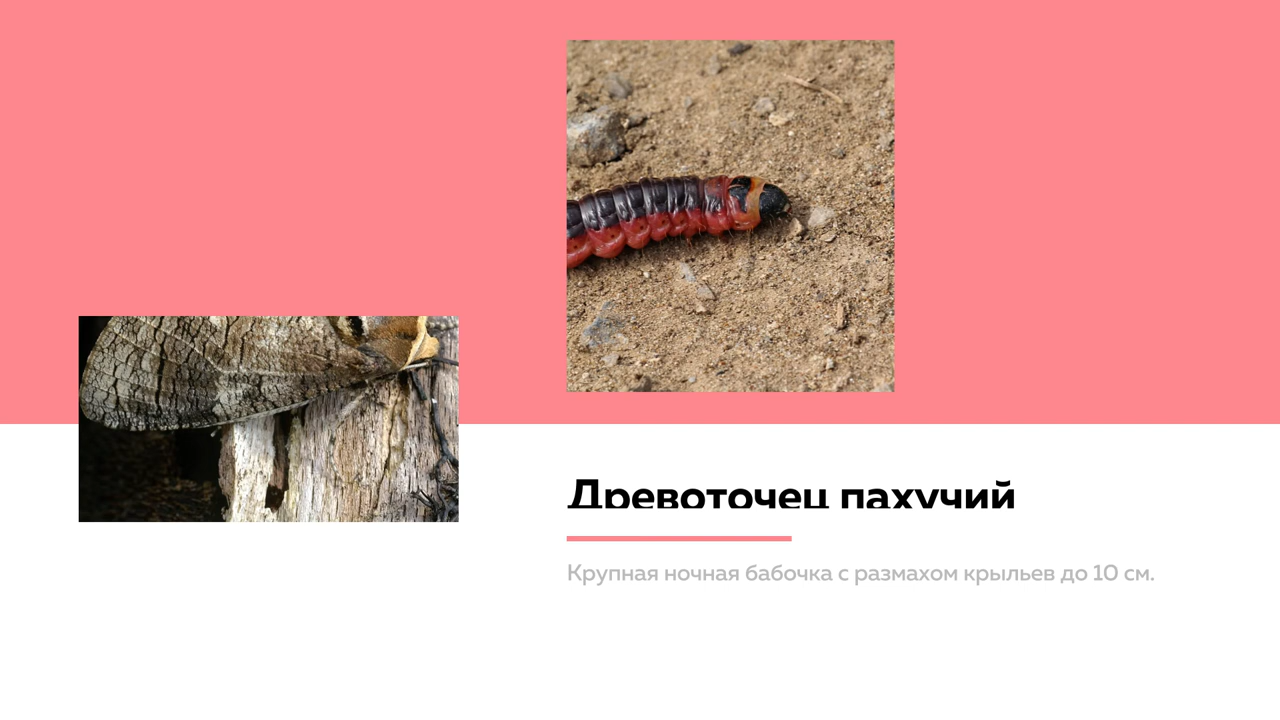 Древоточец пахучий
Крупная ночная бабочка с размахом крыльев до 10 см.